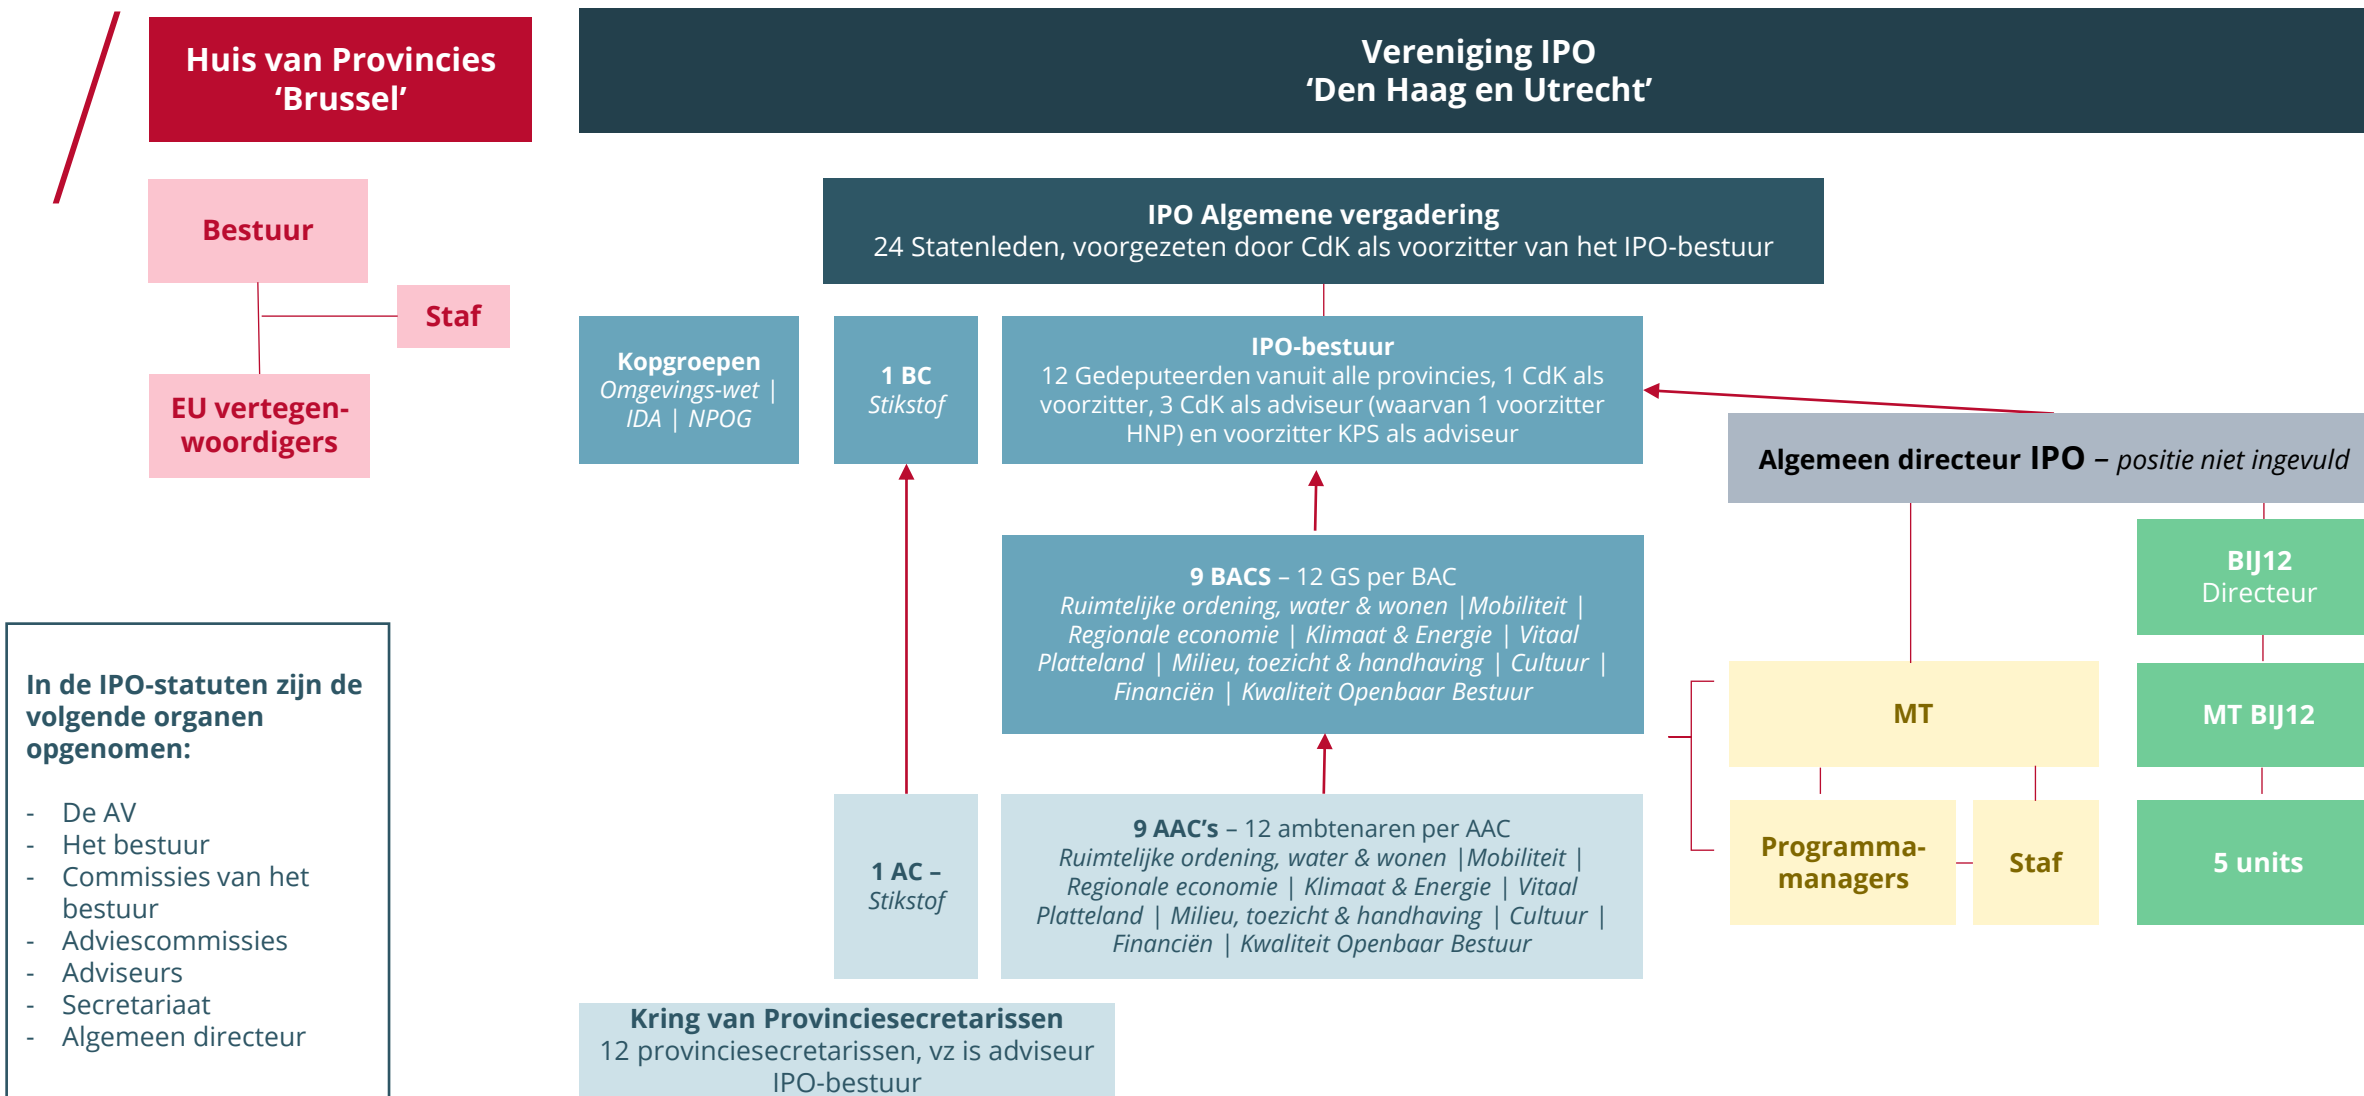 Huis van Provincies
‘Brussel’
Vereniging IPO
‘Den Haag en Utrecht’
Bestuur
Staf
EU vertegen-
woordigers
IPO Algemene vergadering
24 Statenleden, voorgezeten door CdK als voorzitter van het IPO-bestuur
Kopgroepen
Omgevings-wet |
IDA | NPOG
1 BC
Stikstof
IPO-bestuur
12 Gedeputeerden vanuit alle provincies, 1 CdK als
voorzitter, 3 CdK als adviseur (waarvan 1 voorzitter
HNP) en voorzitter KPS als adviseur
Algemeen directeur IPO – positie niet ingevuld
9 BACS – 12 GS per BAC
Ruimtelijke ordening, water & wonen |Mobiliteit |
Regionale economie | Klimaat & Energie | Vitaal
Platteland | Milieu, toezicht & handhaving | Cultuur |
Financiën | Kwaliteit Openbaar Bestuur
BIJ12
Directeur
MT
MT BIJ12
1 AC –
Stikstof
9 AAC’s – 12 ambtenaren per AAC
Ruimtelijke ordening, water & wonen |Mobiliteit |
Regionale economie | Klimaat & Energie | Vitaal
Platteland | Milieu, toezicht & handhaving | Cultuur |
Financiën | Kwaliteit Openbaar Bestuur
Programma-
managers
Staf
5 units
Kring van Provinciesecretarissen
12 provinciesecretarissen, vz is adviseur
IPO-bestuur
In de IPO-statuten zijn de
volgende organen
opgenomen:
- De AV
- Het bestuur
- Commissies van het
bestuur
- Adviescommissies
- Adviseurs
- Secretariaat
- Algemeen directeur